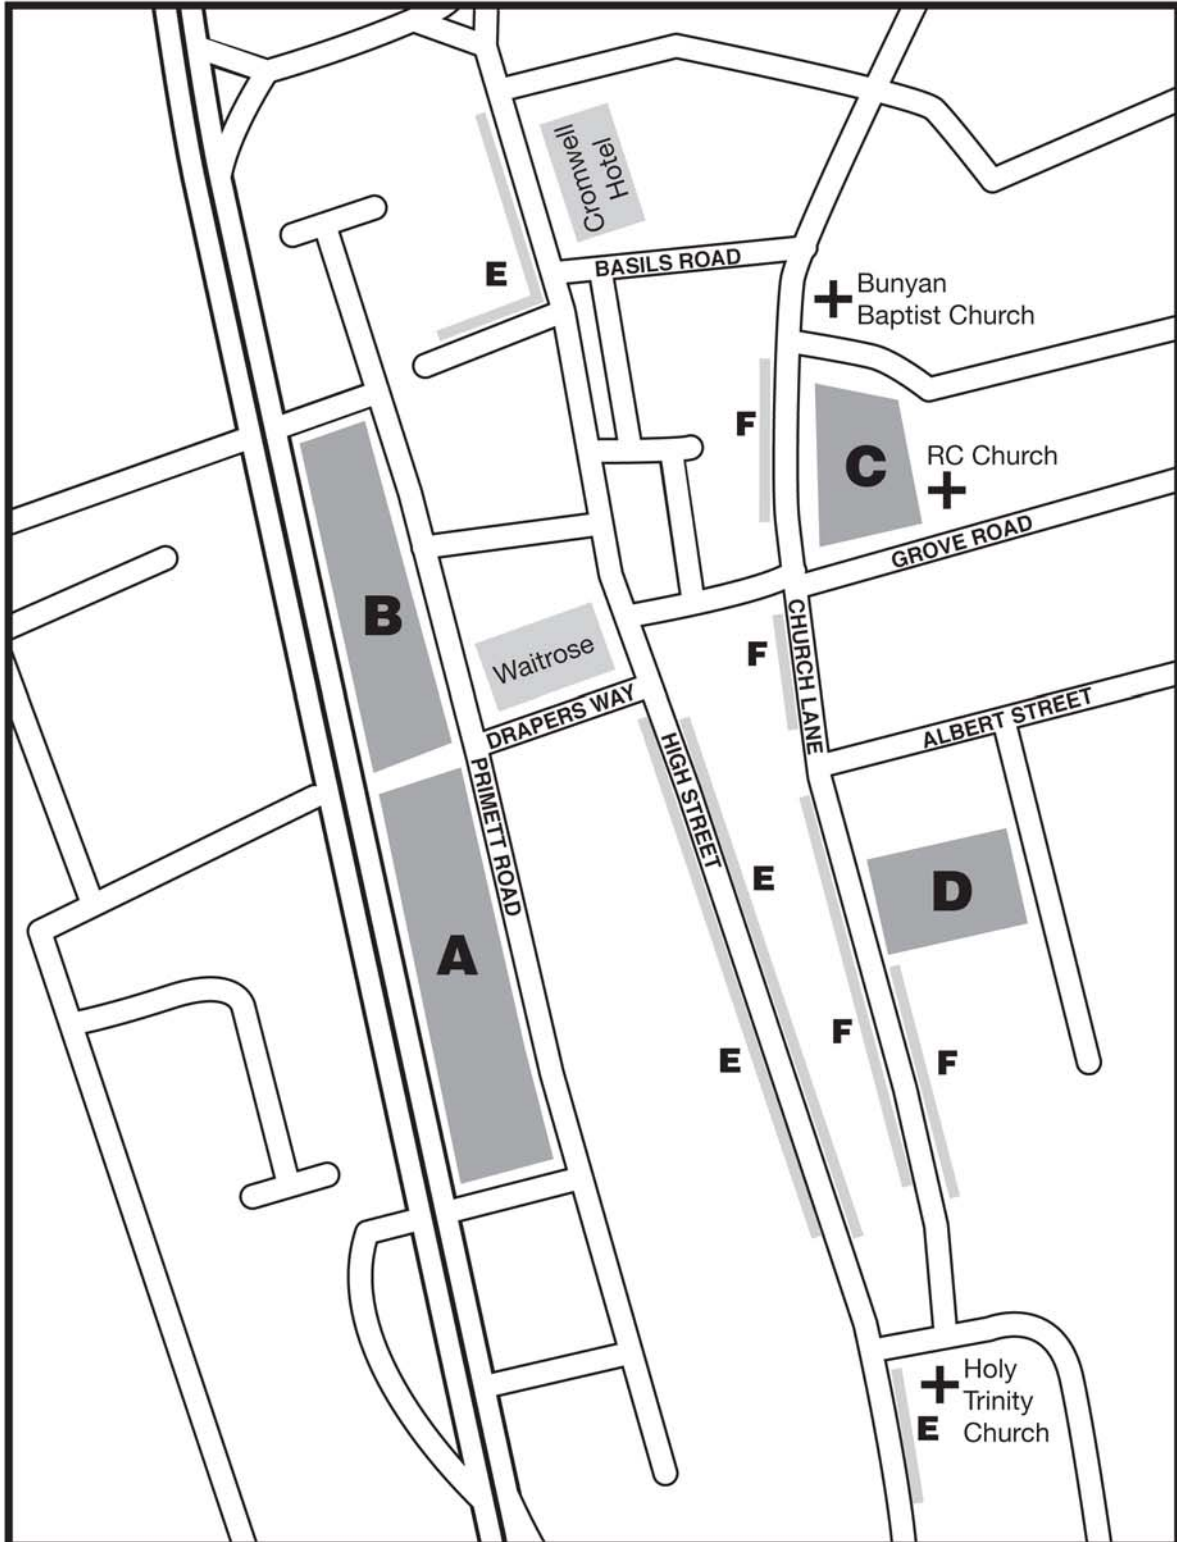 Cromwell
Hotel
E
BASILS ROAD
Bunyan
Baptist Church
F
C
RC Church
GROVE ROAD
B
CHURCH LANE
F
Waitrose
DRAPERS WAY
ALBERT STREET
HIGH STREET
PRIMETT ROAD
E
D
A
F
E
F
Holy
Trinity
Church
E